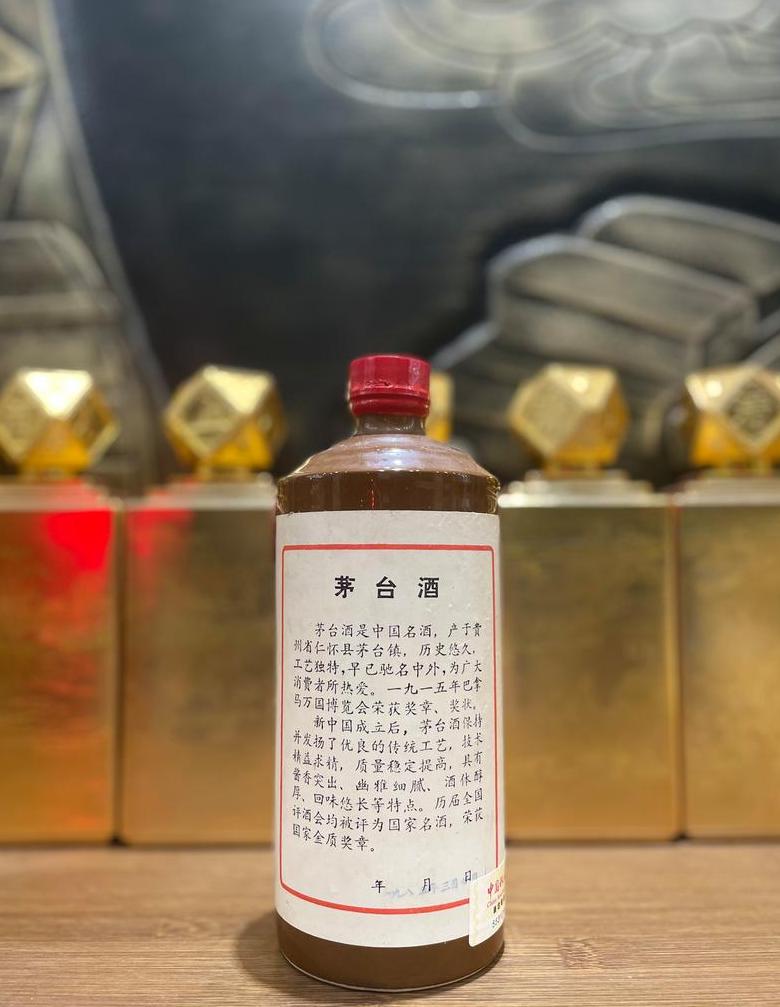 茅台酒
茅台酒是中国名酒，产于贵
州省仁怀县茅台镇，历史悠久，
工艺独特，早已驰名中外，为广大
消费者所热爱。一九一五年巴拿
马万国博览会荣获奖章、奖状。
新中国成立后，茅台酒保持
并发扬了优良的传统工艺，技术
精益求精，质量稳定提高，具有
酱香突出、幽雅细腻、酒体醇
厚、回味悠长等特点。历届全国
评酒会均被评为国家名酒，荣获
国家金质奖章。
年 月 日
中国